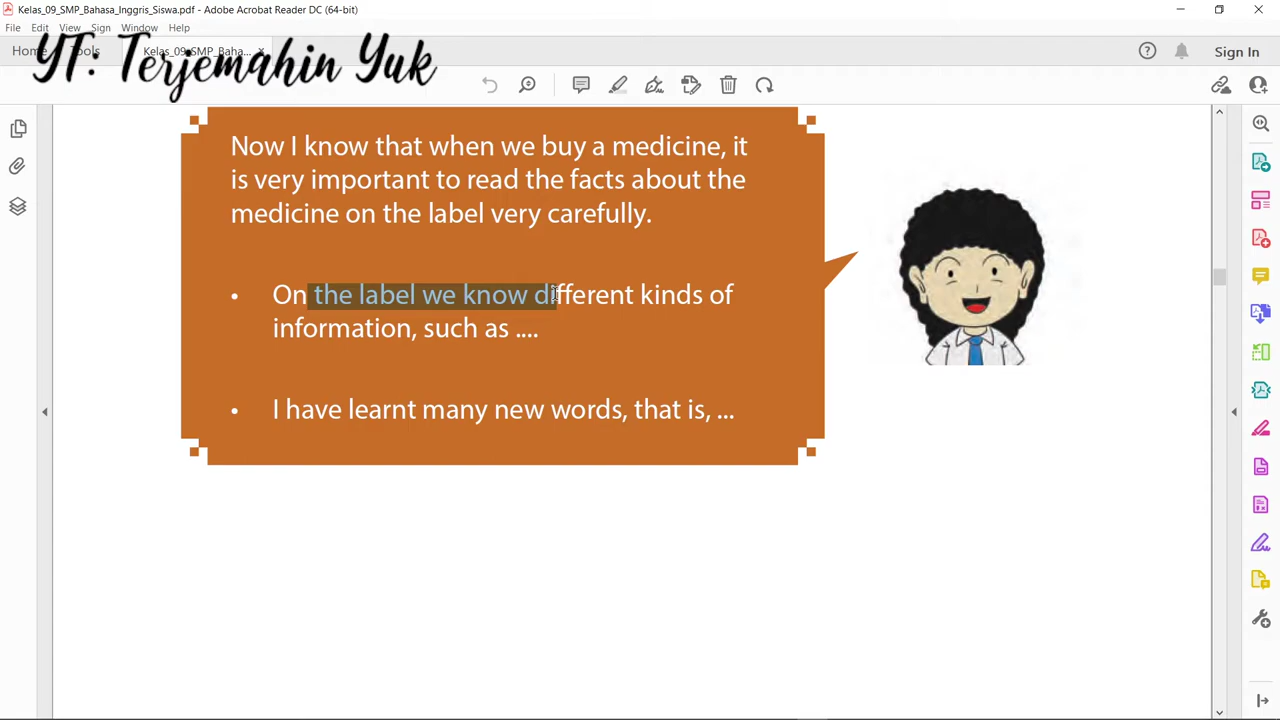 Kelas_09_SMP_Bahasa_Inggris_Siswa.pdf - Adobe Acrobat Reader DC (64-bit)
File Edit View Sign Window Help
Home Tools Kelas_09_SMP_Baha... x
Sign In
YT: Terjemahin Yuk
Now I know that when we buy a medicine, it
is very important to read the facts about the
medicine on the label very carefully.
• On the label we know different kinds of
information, such as ....
• I have learnt many new words, that is, ...